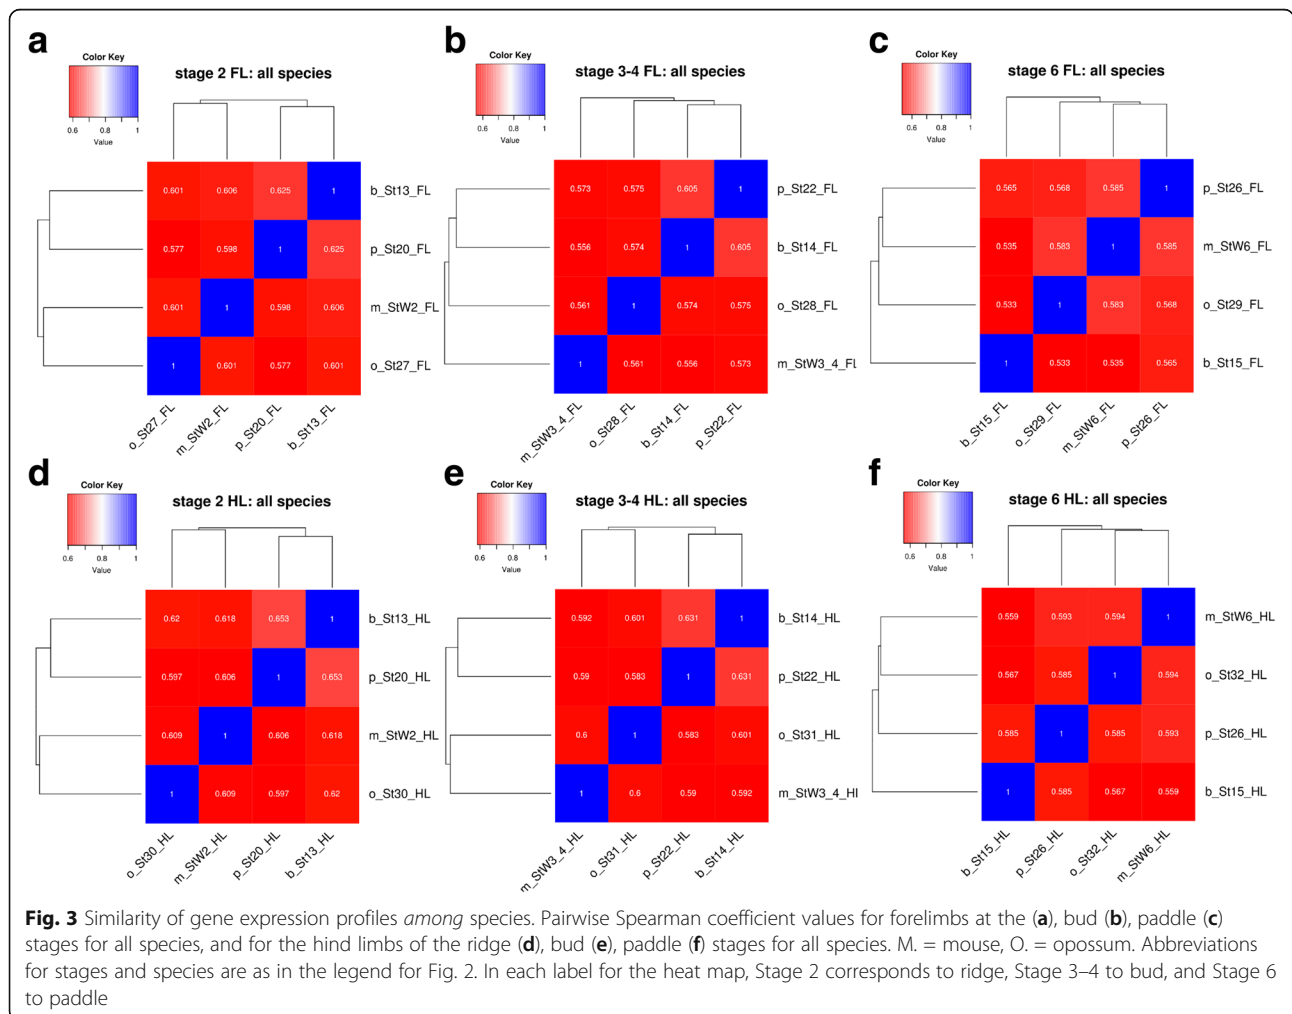 a
Color Key
0.6 0.8 1
Value
stage 2 FL: all species
0.601 0.606 0.625 1 b_St13_FL
0.577 0.598 1 0.625 p_St20_FL
0.601 1 0.598 0.606 m_StW2_FL
1 0.601 0.577 0.601 o_St27_FL
o_St27_FL m_StW2_FL p_St20_FL b_St13_FL
b
Color Key
0.6 0.8 1
Value
stage 3-4 FL: all species
0.573 0.575 0.605 1 p_St22_FL
0.556 0.574 1 0.605 b_St14_FL
0.561 1 0.574 0.575 o_St28_FL
1 0.561 0.556 0.573 m_StW3_4_FL
m_StW3_4_FL o_St28_FL b_St14_FL p_St22_FL
c
Color Key
0.6 0.8 1
Value
stage 6 FL: all species
0.565 0.568 0.585 1 p_St26_FL
0.535 0.583 1 0.585 m_StW6_FL
0.533 1 0.583 0.568 o_St29_FL
1 0.533 0.535 0.565 b_St15_FL
b_St15_FL o_St29_FL m_StW6_FL p_St26_FL
d
Color Key
0.6 0.8 1
Value
stage 2 HL: all species
0.62 0.618 0.653 1 b_St13_HL
0.597 0.606 1 0.653 p_St20_HL
0.609 1 0.606 0.618 m_StW2_HL
1 0.609 0.597 0.62 o_St30_HL
o_St30_HL m_StW2_HL p_St20_HL b_St13_HL
e
Color Key
0.6 0.8 1
Value
stage 3-4 HL: all species
0.592 0.601 0.631 1 b_St14_HL
0.59 0.583 1 0.631 p_St22_HL
0.6 1 0.583 0.601 o_St31_HL
1 0.6 0.59 0.592 m_StW3_4_HI
m_StW3_4_HL o_St31_HL p_St22_HL b_St14_HL
f
Color Key
0.6 0.8 1
Value
stage 6 HL: all species
0.559 0.593 0.594 1 m_StW6_HL
0.567 0.585 1 0.594 o_St32_HL
0.585 1 0.585 0.593 p_St26_HL
1 0.585 0.567 0.559 b_St15_HL
b_St15_HL p_St26_HL o_St32_HL m_StW6_HL
Fig. 3 Similarity of gene expression profiles among species. Pairwise Spearman coefficient values for forelimbs at the (a), bud (b), paddle (c)
stages for all species, and for the hind limbs of the ridge (d), bud (e), paddle (f) stages for all species. M. = mouse, O. = opossum. Abbreviations
for stages and species are as in the legend for Fig. 2. In each label for the heat map, Stage 2 corresponds to ridge, Stage 3–4 to bud, and Stage 6
to paddle